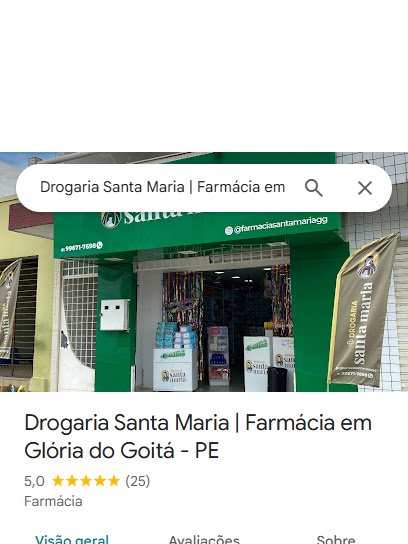 Drogaria Santa Maria | Farmácia em
santa
@farmaciasantamariagg
99671-7698
DROGARIA
santa maria
99671-7698
santa
maria
santa
maria
Drogaria Santa Maria | Farmácia em
Glória do Goitá - PE
5,0 (25)
Farmácia
Visão geral Avaliações Sobre